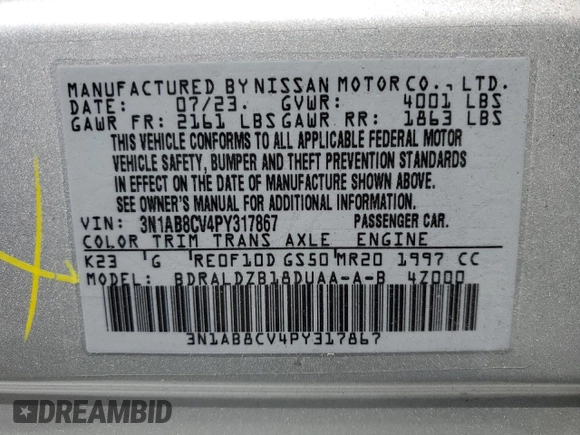 MANUFACTURED BY NISSAN MOTOR CO., LTD.
DATE: 07/23. GVWR: 4001 LBS
GAWR FR: 2161 LBS GAWR RR: 1863 LBS
THIS VEHICLE CONFORMS TO ALL APPLICABLE FEDERAL MOTOR
VEHICLE SAFETY, BUMPER AND THEFT PREVENTION STANDARDS
IN EFFECT ON THE DATE OF MANUFACTURE SHOWN ABOVE.
SEE OWNER'S MANUAL FOR ADDITIONAL INFORMATION.
VIN: 3N1AB8CV4PY317867 PASSENGER CAR.
COLOR TRIM TRANS AXLE ENGINE
K23 G RE0F10D GS50 MR20 1997 CC
MODEL: BDRALDZB18DUAA-A-B 4Z000
3N1AB8CV4PY317867
DREAMBID